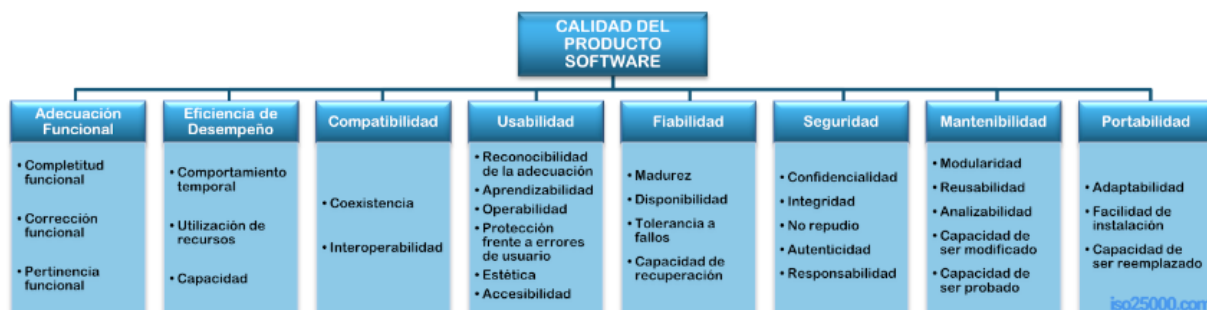 CALIDAD DEL
PRODUCTO
SOFTWARE
Adecuación
Funcional
• Completitud
funcional
• Corrección
funcional
• Pertinencia
funcional
Eficiencia de
Desempeño
• Comportamiento
temporal
• Utilización de
recursos
• Capacidad
Compatibilidad
• Coexistencia
• Interoperabilidad
Usabilidad
• Reconocibilidad
de la adecuación
• Aprendizabilidad
• Operabilidad
• Protección
frente a errores
de usuario
• Estética
• Accesibilidad
Fiabilidad
• Madurez
• Disponibilidad
• Tolerancia a
fallos
• Capacidad de
recuperación
Seguridad
• Confidencialidad
• Integridad
• No repudio
• Autenticidad
• Responsabilidad
Mantenibilidad
• Modularidad
• Reusabilidad
• Analizabilidad
• Capacidad de
ser modificado
• Capacidad de
ser probado
Portabilidad
• Adaptabilidad
• Facilidad de
instalación
• Capacidad de
ser reemplazado
iso25000.com